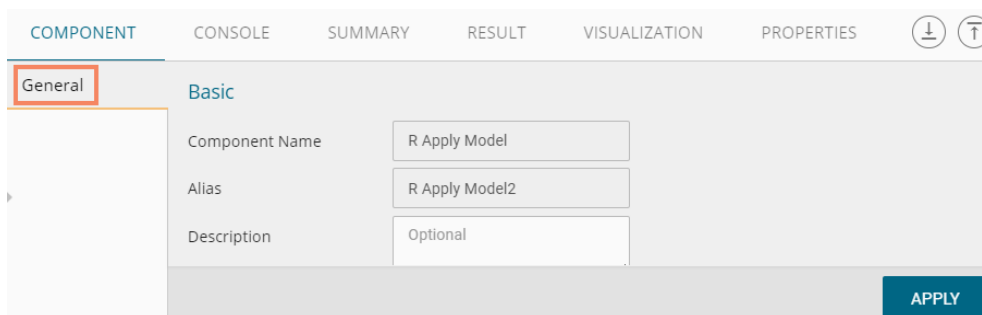 COMPONENT CONSOLE SUMMARY RESULT VISUALIZATION PROPERTIES
General
Basic
Component Name R Apply Model
Alias R Apply Model2
Description Optional
APPLY